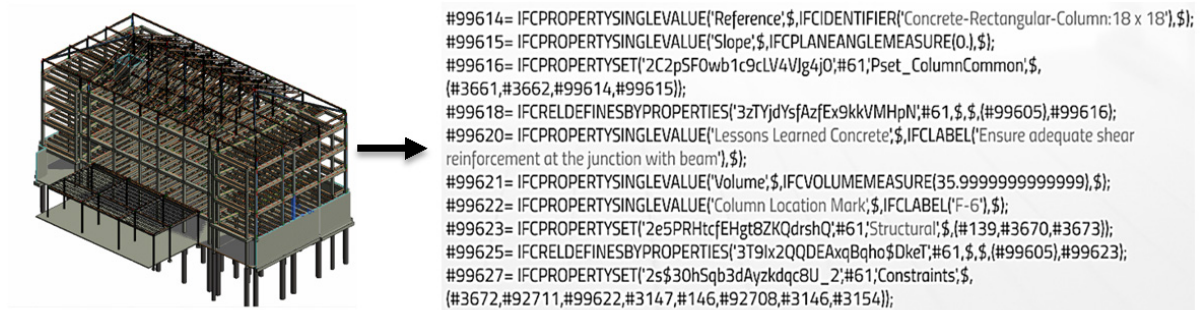 #99614= IFCPROPERTYSINGLEVALUE('Reference',$,IFCIDENTIFIER('Concrete-Rectangular-Column:18 x 18'),$);
#99615= IFCPROPERTYSINGLEVALUE('Slope',$,IFCPLANEANGLEMEASURE(0.),$);
#99616= IFCPROPERTYSET('2C2pSF0wb1c9cLV4VJg4j0',#61,'Pset_ColumnCommon',$,
(#3661,#3662,#99614,#99615));
#99618= IFCRELDEFINESBYPROPERTIES('3zTYjdYsfAzfEx9kkVMHpN',#61,$,$,(#99605),#99616);
#99620= IFCPROPERTYSINGLEVALUE('Lessons Learned Concrete',$,IFCLABEL('Ensure adequate shear
reinforcement at the junction with beam'),$);
#99621= IFCPROPERTYSINGLEVALUE('Volume',$,IFCVOLUMEMEASURE(35.9999999999999),$);
#99622= IFCPROPERTYSINGLEVALUE('Column Location Mark',$,IFCLABEL('F-6'),$);
#99623= IFCPROPERTYSET('2e5PRHtcfEHgt8ZKQdrshQ',#61,'Structural',$,(#139,#3670,#3673));
#99625= IFCRELDEFINESBYPROPERTIES('3T9Ix2QQDEAxqBqho$DkeT',#61,$,$,(#99605),#99623);
#99627= IFCPROPERTYSET('2s$30hSqb3dAyzkdqc8U_2',#61,'Constraints',$,
(#3672,#92711,#99622,#3147,#146,#92708,#3146,#3154));